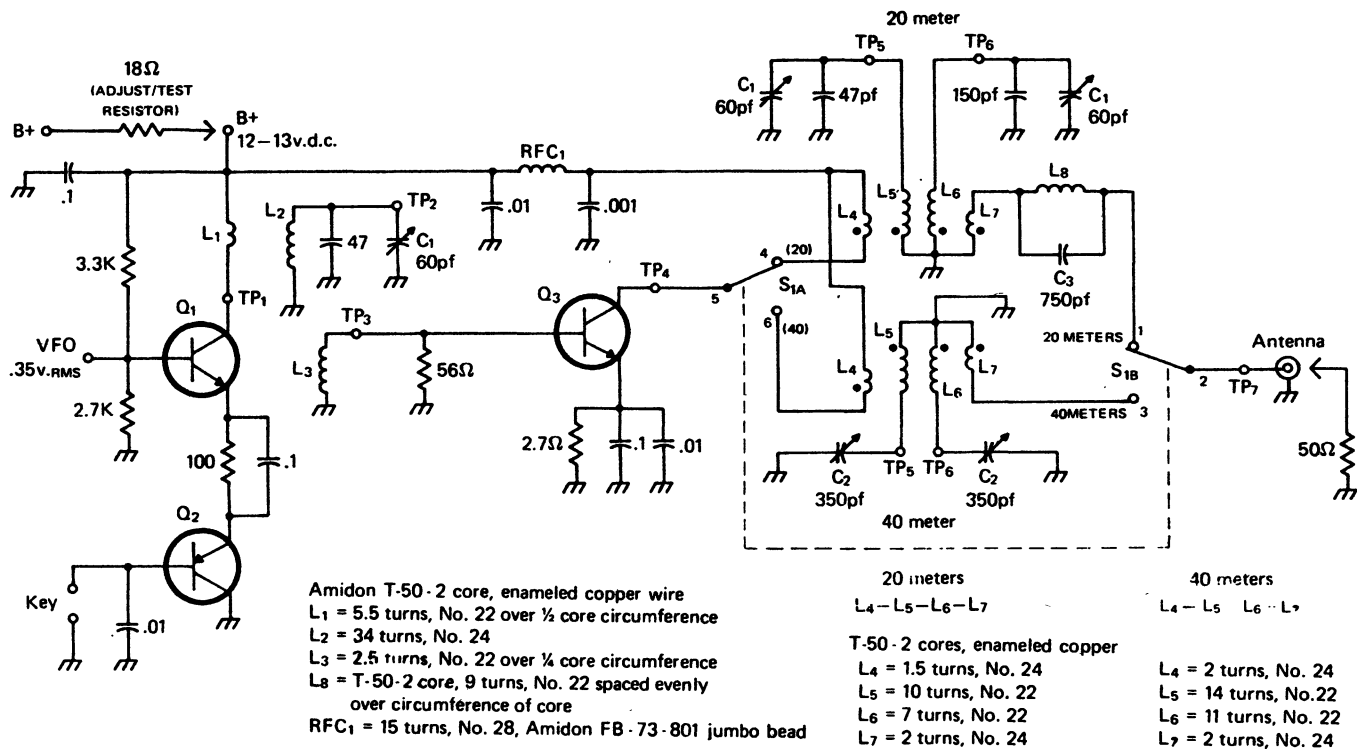 20 meter
TP5
TP6
18Ω
(ADJUST/TEST
RESISTOR)
B+
B+
12–13v.d.c.
C1
60pf
47pf
150pf
C1
60pf
RFC1
.1
.01
.001
L1
L2
TP2
47
C1
60pf
L4
L5
L6
L7
L8
C3
750pf
3.3K
TP1
Q1
VFO
.35v.RMS
2.7K
100
.1
Q2
Key
.01
TP3
L3
56Ω
Q3
TP4
2.7Ω
.1
.01
4
(20)
5
S1A
6
(40)
L4
L5
L6
L7
20 METERS
1
S1B
2
40METERS
3
TP7
Antenna
50Ω
TP5
TP6
C2
350pf
C2
350pf
40 meter
Amidon T-50-2 core, enameled copper wire
L1 = 5.5 turns, No. 22 over ½ core circumference
L2 = 34 turns, No. 24
L3 = 2.5 turns, No. 22 over ¼ core circumference
L8 = T-50-2 core, 9 turns, No. 22 spaced evenly
over circumference of core
RFC1 = 15 turns, No. 28, Amidon FB-73-801 jumbo bead
20 meters
L4–L5–L6–L7
40 meters
L4 – L5 L6 L7
T-50-2 cores, enameled copper
L4 = 1.5 turns, No. 24
L5 = 10 turns, No. 22
L6 = 7 turns, No. 22
L7 = 2 turns, No. 24
L4 = 2 turns, No. 24
L5 = 14 turns, No.22
L6 = 11 turns, No. 22
L7 = 2 turns, No. 24